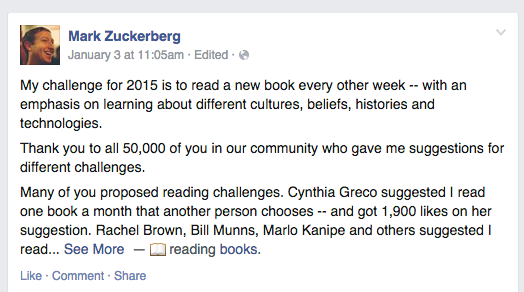 Mark Zuckerberg
January 3 at 11:05am · Edited ·
My challenge for 2015 is to read a new book every other week -- with an
emphasis on learning about different cultures, beliefs, histories and
technologies.
Thank you to all 50,000 of you in our community who gave me suggestions for
different challenges.
Many of you proposed reading challenges. Cynthia Greco suggested I read
one book a month that another person chooses -- and got 1,900 likes on her
suggestion. Rachel Brown, Bill Munns, Marlo Kanipe and others suggested I
read... See More — 📖 reading books.
Like · Comment · Share